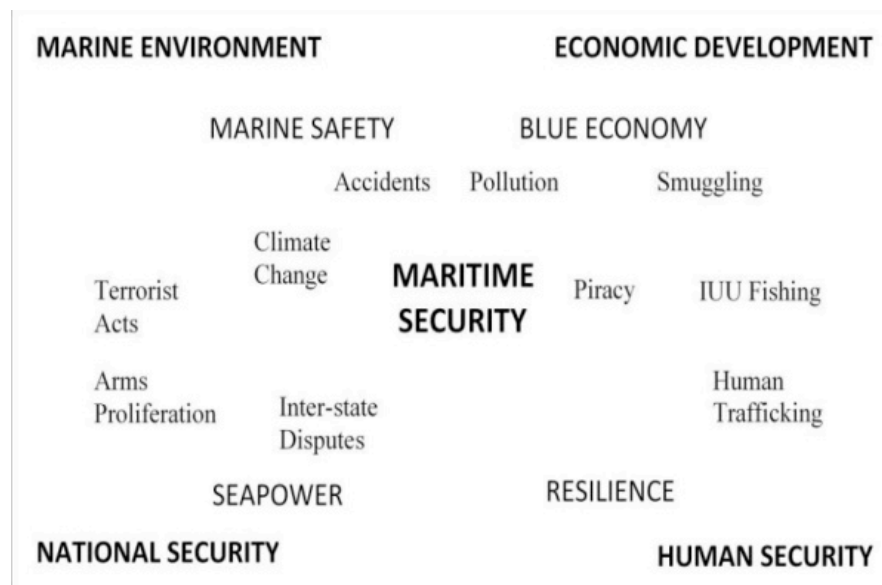 MARINE ENVIRONMENT ECONOMIC DEVELOPMENT
MARINE SAFETY BLUE ECONOMY
Accidents Pollution Smuggling
Climate
Change
MARITIME
SECURITY
Terrorist
Acts
Piracy IUU Fishing
Arms
Proliferation
Inter-state
Disputes
Human
Trafficking
SEAPOWER RESILIENCE
NATIONAL SECURITY HUMAN SECURITY